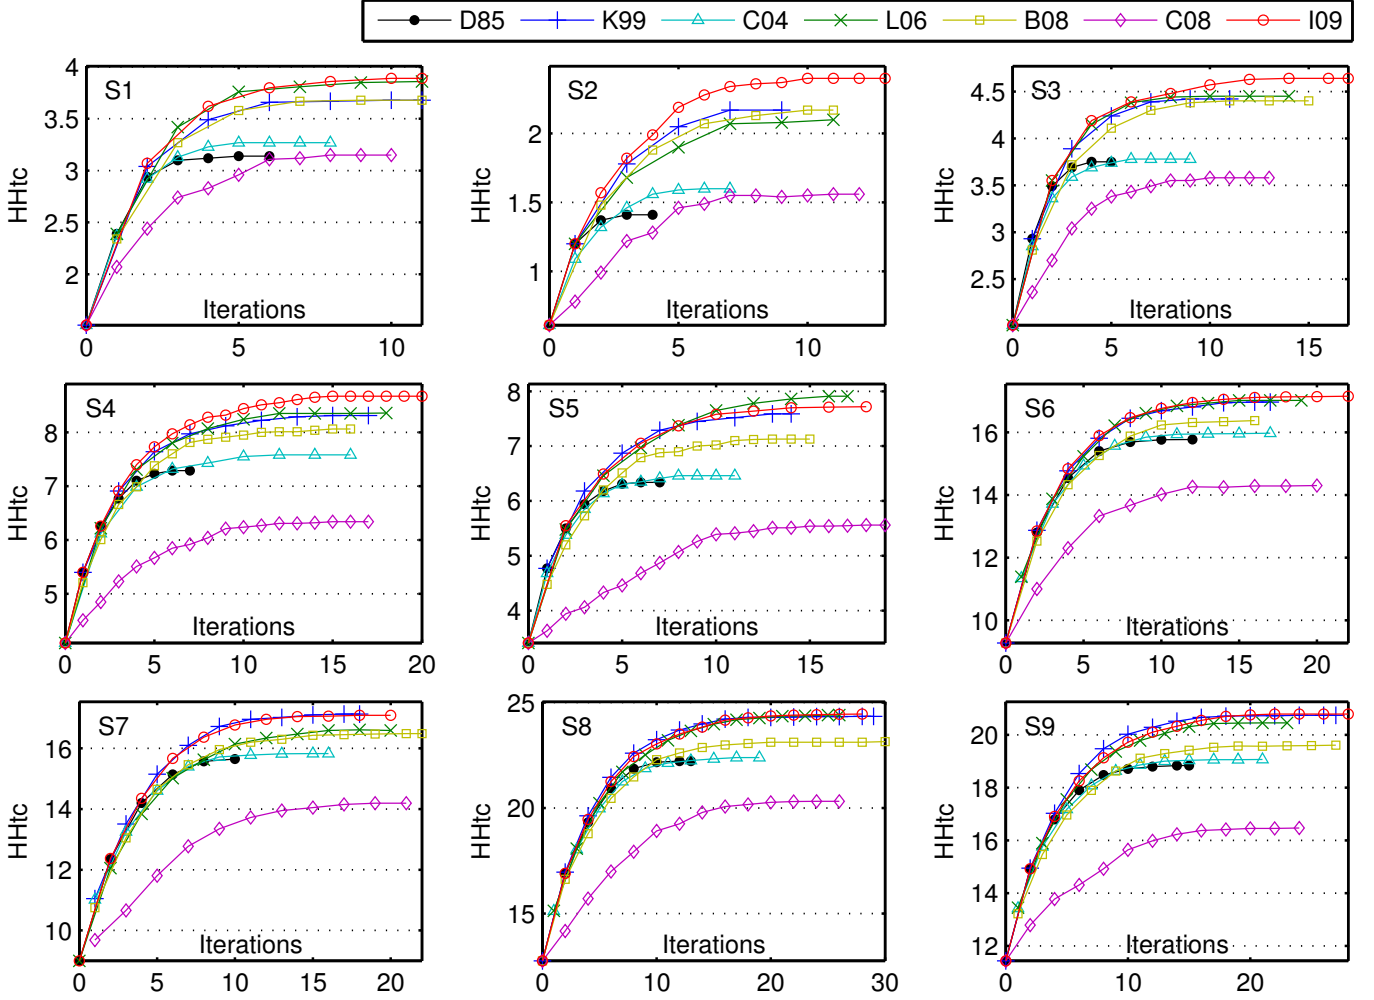 D85 K99 C04 L06 B08 C08 I09
S1
HHtc
4
3.5
3
2.5
2
Iterations
0 5 10
S2
HHtc
2
1.5
1
Iterations
0 5 10
S3
HHtc
4.5
4
3.5
3
2.5
Iterations
0 5 10 15
S4
HHtc
8
7
6
5
Iterations
0 5 10 15 20
S5
HHtc
8
7
6
5
4
Iterations
0 5 10 15
S6
HHtc
16
14
12
10
Iterations
0 5 10 15 20
S7
HHtc
16
14
12
10
Iterations
0 5 10 15 20
S8
HHtc
25
20
15
Iterations
0 10 20 30
S9
HHtc
20
18
16
14
12
Iterations
0 10 20